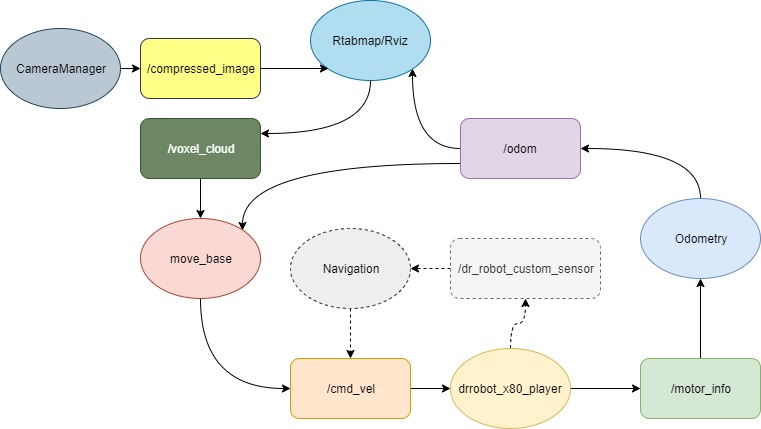 CameraManager
/compressed_image
Rtabmap/Rviz
/voxel_cloud
/odom
move_base
Navigation
/dr_robot_custom_sensor
Odometry
/cmd_vel
drrobot_x80_player
/motor_info